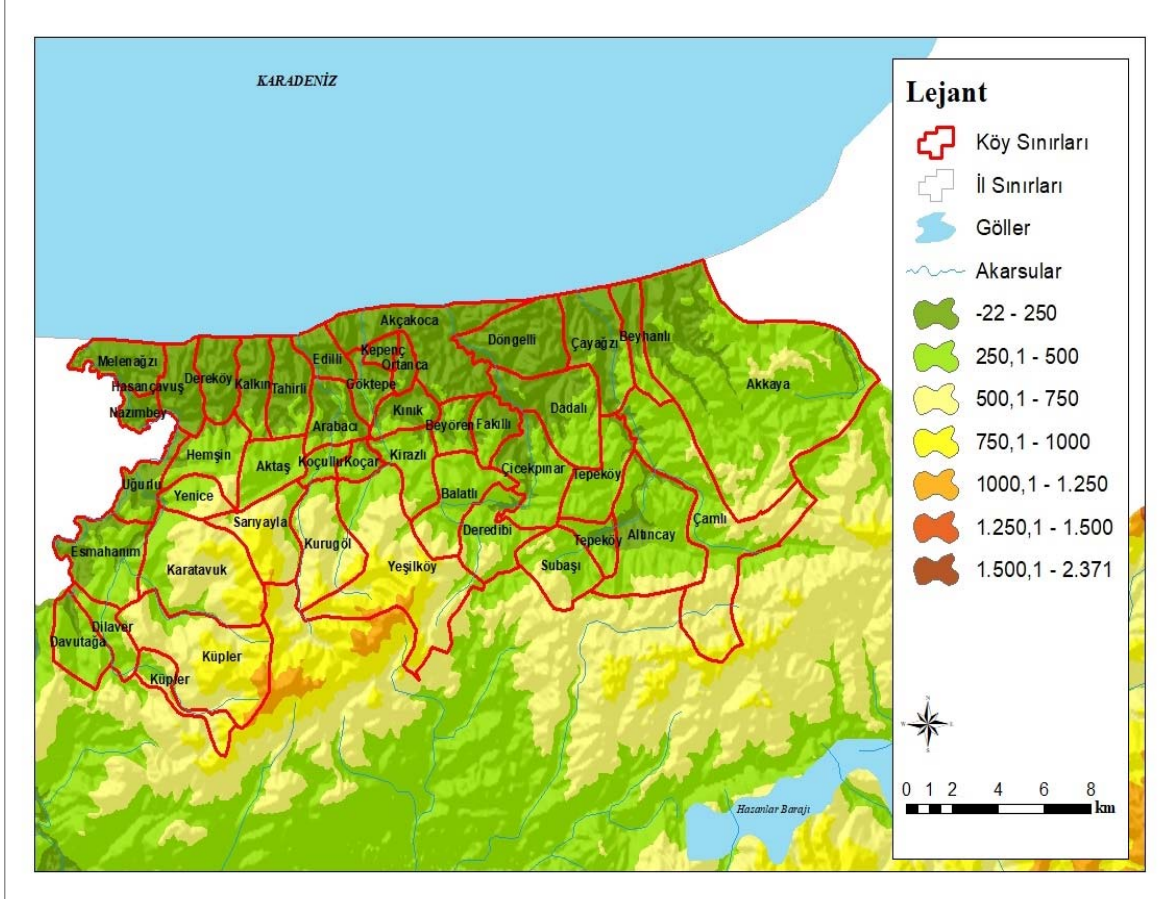 KARADENİZ
Lejant
Köy Sınırları
İl Sınırları
Göller
Akarsular
-22 - 250
250,1 - 500
500,1 - 750
750,1 - 1000
1000,1 - 1.250
1.250,1 - 1.500
1.500,1 - 2.371
N
W
E
S
0 1 2 4 6 8
km
Akçakoca
Melenağzı
Edilli
Kepenç
Ortanca
Döngelli
Çayağzı
Beyhanlı
Hasançavuş
Dereköy
Kalkın
Tahirli
Göktepe
Akkaya
Nazımbey
Kınık
Dadalı
Arabacı
Beyören
Fakıllı
Hemşin
Aktaş
Koçullu
Koçar
Kirazlı
Çiçekpınar
Tepeköy
Uğurlu
Yenice
Balatlı
Sarıyayla
Deredibi
Çamlı
Kurugöl
Tepeköy
Altunçay
Esmahanım
Karatavuk
Yeşilköy
Subaşı
Dilaver
Davutağa
Küpler
Küpler
Hazanlar Barajı